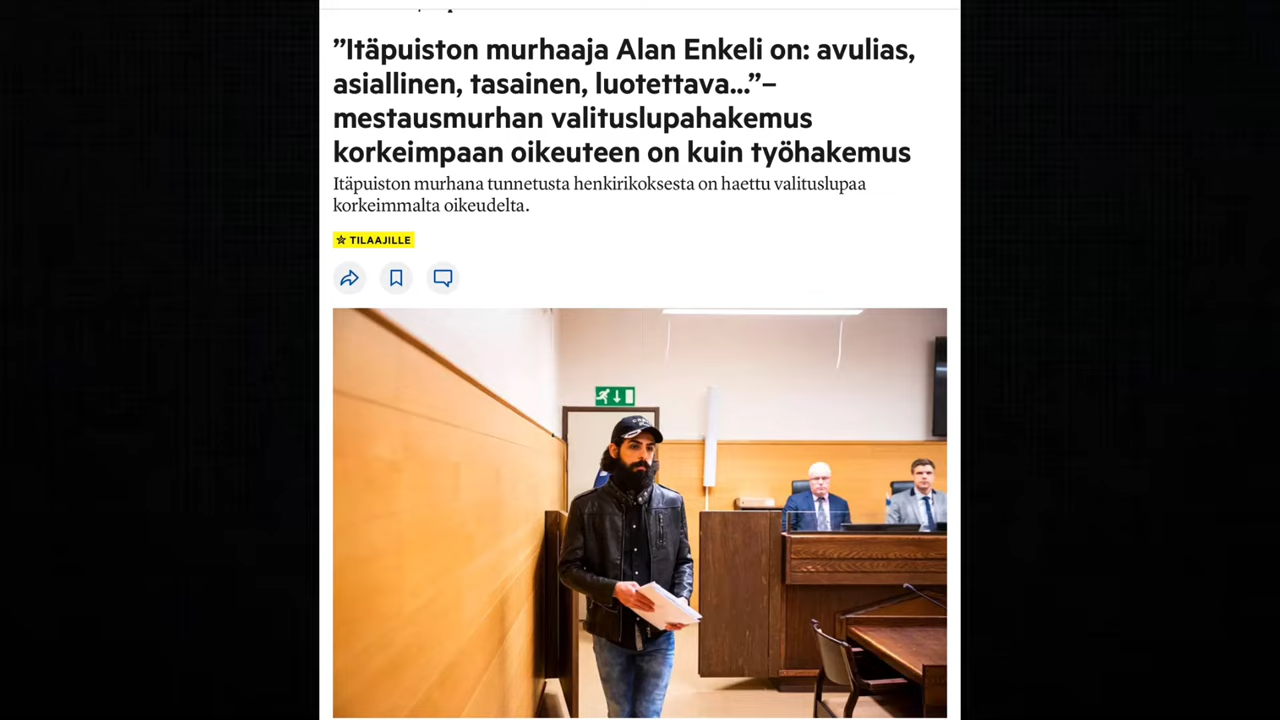 ”Itäpuiston murhaaja Alan Enkeli on: avulias,
asiallinen, tasainen, luotettava...”–
mestausmurhan valituslupahakemus
korkeimpaan oikeuteen on kuin työhakemus
Itäpuiston murhana tunnetusta henkirikoksesta on haettu valituslupaa
korkeimmalta oikeudelta.
TILAAJILLE